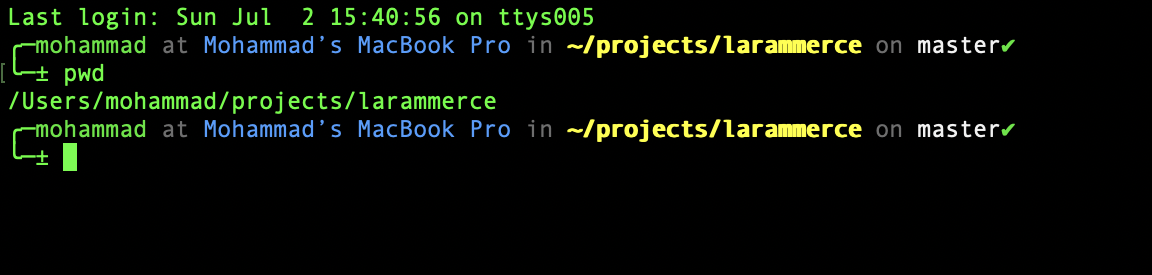 Last login: Sun Jul  2 15:40:56 on ttys005
╭─mohammad at Mohammad’s MacBook Pro in ~/projects/larammerce on master✔
╰─± pwd
/Users/mohammad/projects/larammerce
╭─mohammad at Mohammad’s MacBook Pro in ~/projects/larammerce on master✔
╰─±